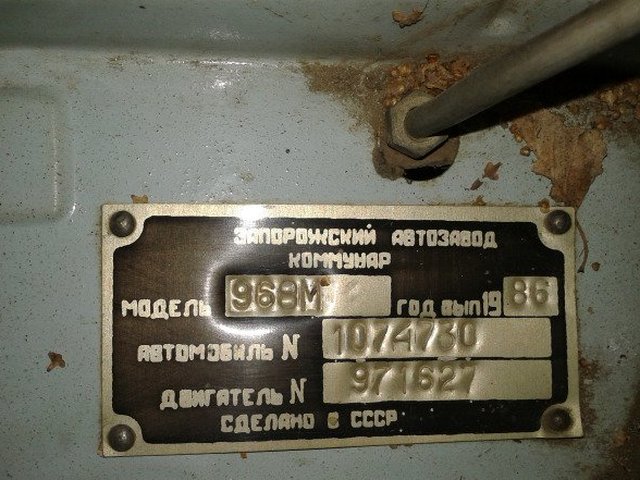 ЗАПОРОЖСКИЙ АВТОЗАВОД
КОММУНАР
МОДЕЛЬ 968М ГОД ВЫП 19 86
АВТОМОБИЛЬ N 1074730
ДВИГАТЕЛЬ N 971627
СДЕЛАНО В СССР